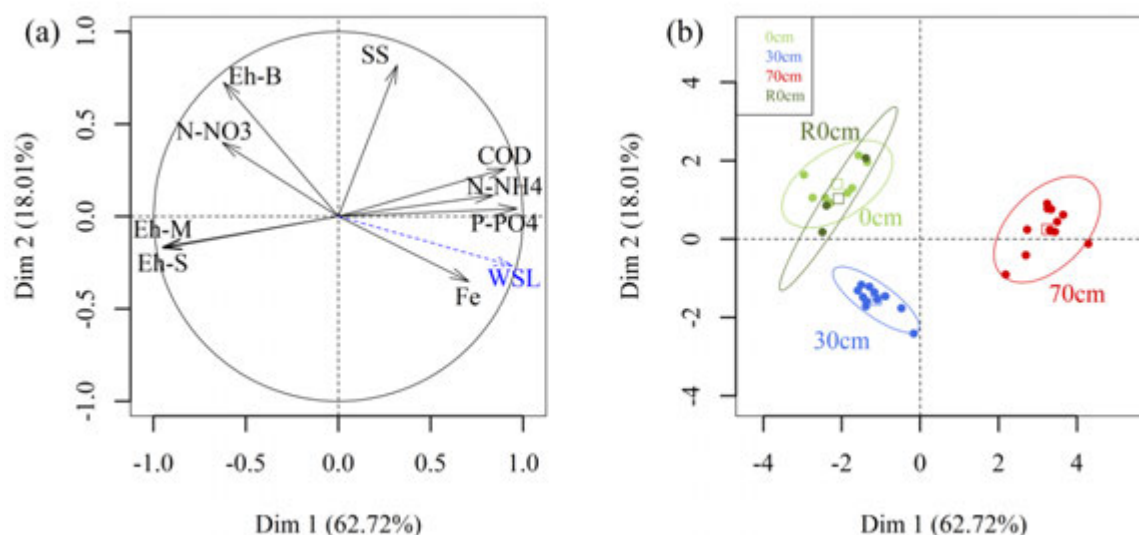 (a)
1.0
0.5
0.0
-0.5
-1.0
Dim 2 (18.01%)
SS
Eh-B
N-NO3
COD
N-NH4
P-PO4
Eh-M
Eh-S
WSL
Fe
-1.0 -0.5 0.0 0.5 1.0
Dim 1 (62.72%)
(b)
0cm
30cm
70cm
R0cm
4
2
0
-2
-4
Dim 2 (18.01%)
R0cm
0cm
70cm
30cm
-4 -2 0 2 4
Dim 1 (62.72%)